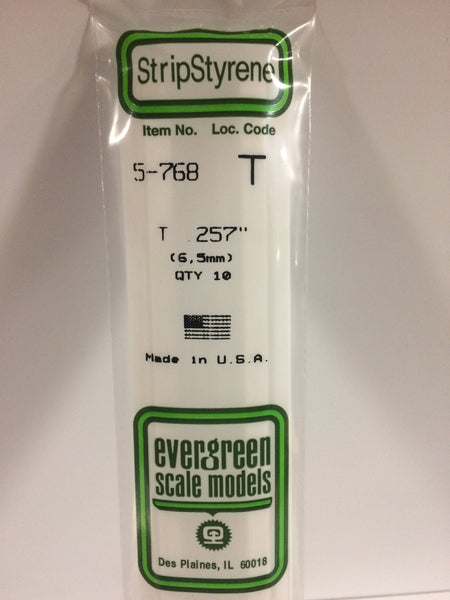 StripStyrene
Item No. Loc. Code
5-768 T
T .257"
(6,5mm)
QTY 10
Made in U.S.A.
evergreen
scale models
Des Plaines, IL 60018